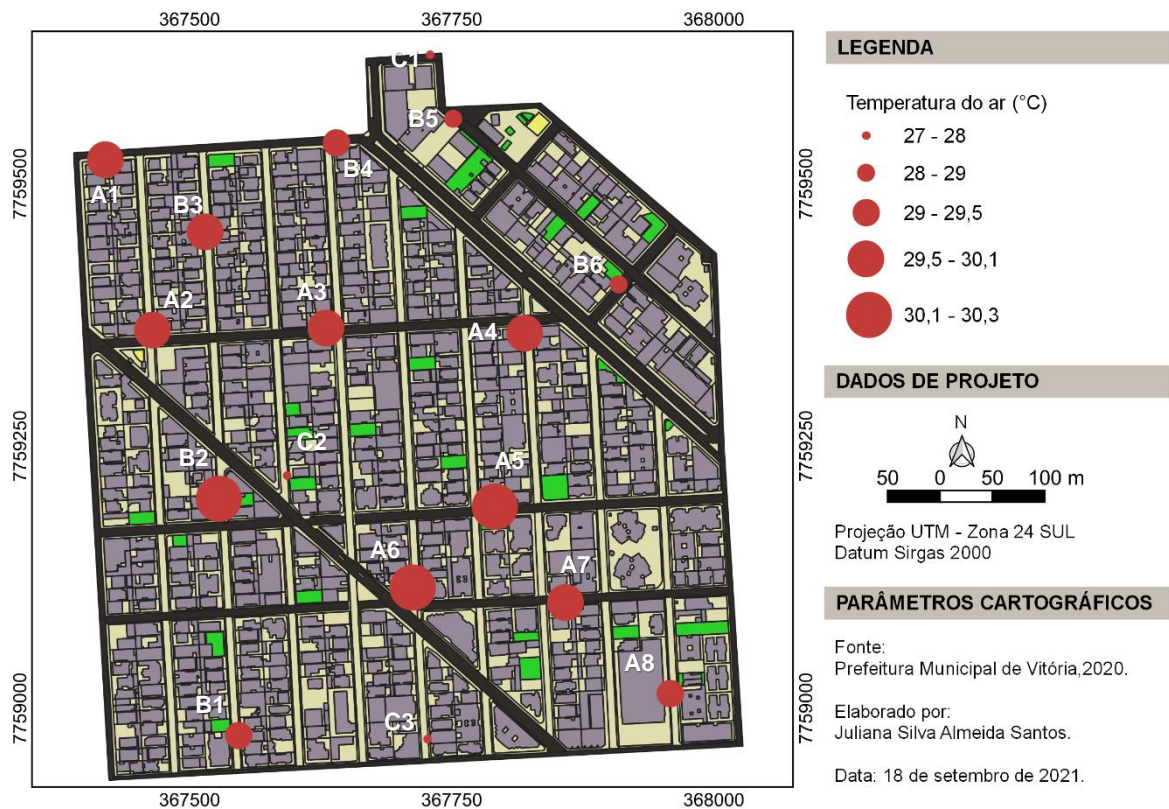 367500 367750 368000
C1
B5
B4
A1
B3
7759500
7759500
B6
A2
A3
A4
7759250
7759250
C2
B2
A5
A6
A7
A8
7759000
7759000
B1
C3
367500 367750 368000
LEGENDA
Temperatura do ar (°C)
27 - 28
28 - 29
29 - 29,5
29,5 - 30,1
30,1 - 30,3
DADOS DE PROJETO
N
50 0 50 100 m
Projeção UTM - Zona 24 SUL
Datum Sirgas 2000
PARÂMETROS CARTOGRÁFICOS
Fonte:
Prefeitura Municipal de Vitória,2020.
Elaborado por:
Juliana Silva Almeida Santos.
Data: 18 de setembro de 2021.